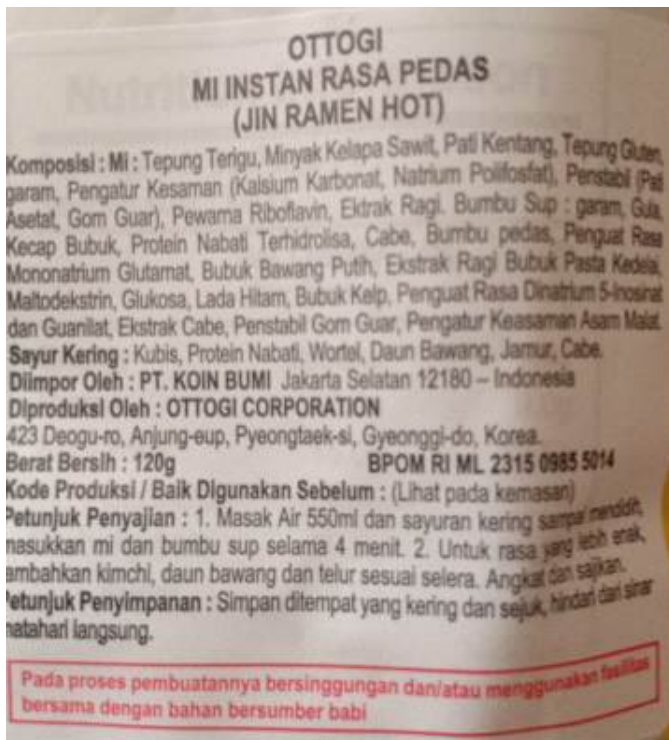 OTTOGI
MI INSTAN RASA PEDAS
(JIN RAMEN HOT)
Komposisi : Mi : Tepung Terigu, Minyak Kelapa Sawit, Pati Kentang, Tepung Gluten,
garam, Pengatur Kesaman (Kalsium Karbonat, Natrium Polifosfat), Penstabil (Pati
Asetat, Gom Guar), Pewarna Riboflavin, Ektrak Ragi. Bumbu Sup : garam, Gula,
Kecap Bubuk, Protein Nabati Terhidrolisa, Cabe, Bumbu pedas, Penguat Rasa
Mononatrium Glutamat, Bubuk Bawang Putih, Ekstrak Ragi Bubuk Pasta Kedelai,
Maltodekstrin, Glukosa, Lada Hitam, Bubuk Kelp, Penguat Rasa Dinatrium 5-Inosinat
dan Guanilat, Ekstrak Cabe, Penstabil Gom Guar, Pengatur Keasaman Asam Malat.
Sayur Kering : Kubis, Protein Nabati, Wortel, Daun Bawang, Jamur, Cabe.
Diimpor Oleh : PT. KOIN BUMI Jakarta Selatan 12180 – Indonesia
Diproduksi Oleh : OTTOGI CORPORATION
423 Deogu-ro, Anjung-eup, Pyeongtaek-si, Gyeonggi-do, Korea.
Berat Bersih : 120g BPOM RI ML 2315 0985 5014
Kode Produksi / Baik Digunakan Sebelum : (Lihat pada kemasan)
Petunjuk Penyajian : 1. Masak Air 550ml dan sayuran kering sampai mendidih,
masukkan mi dan bumbu sup selama 4 menit. 2. Untuk rasa yang lebih enak,
tambahkan kimchi, daun bawang dan telur sesuai selera. Angkat dan sajikan.
Petunjuk Penyimpanan : Simpan ditempat yang kering dan sejuk, hindari dari sinar
matahari langsung.
Pada proses pembuatannya bersinggungan dan/atau menggunakan fasilitas
bersama dengan bahan bersumber babi